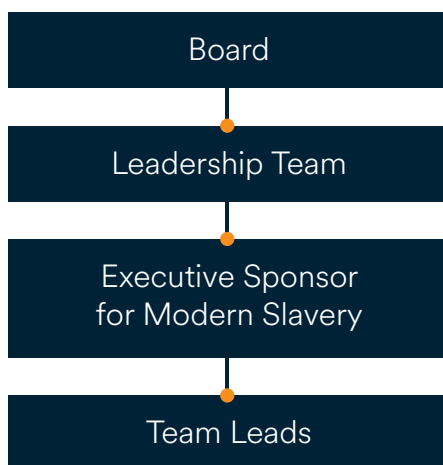 Board
Leadership Team
Executive Sponsor
for Modern Slavery
Team Leads